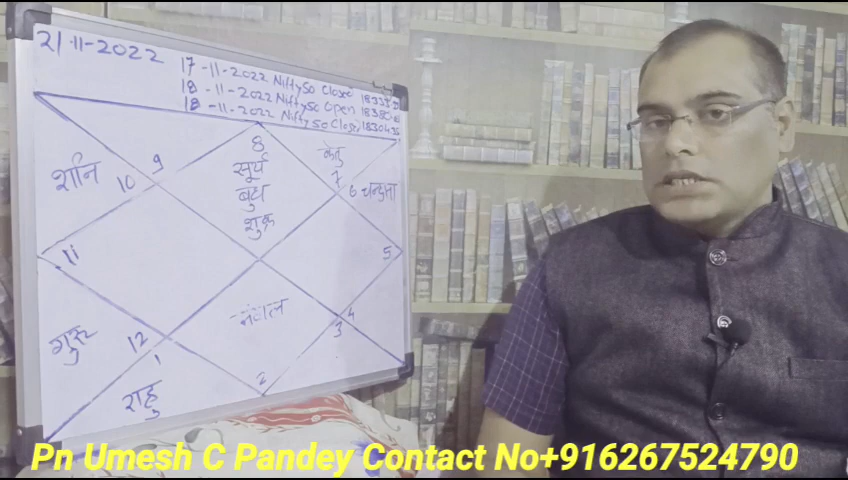 21-11-2022
17-11-2022 Nifty50 Closed
18-11-2022 Nifty50 Open
18-11-2022 Nifty50 Close
8
सूर्य
बुध
शुक्र
केतु
7
6 चन्द्रमा
9
शनि
10
11
5
मंगल
4
3
गुरू
12
1
राहु
2
Pn Umesh C Pandey Contact No+916267524790